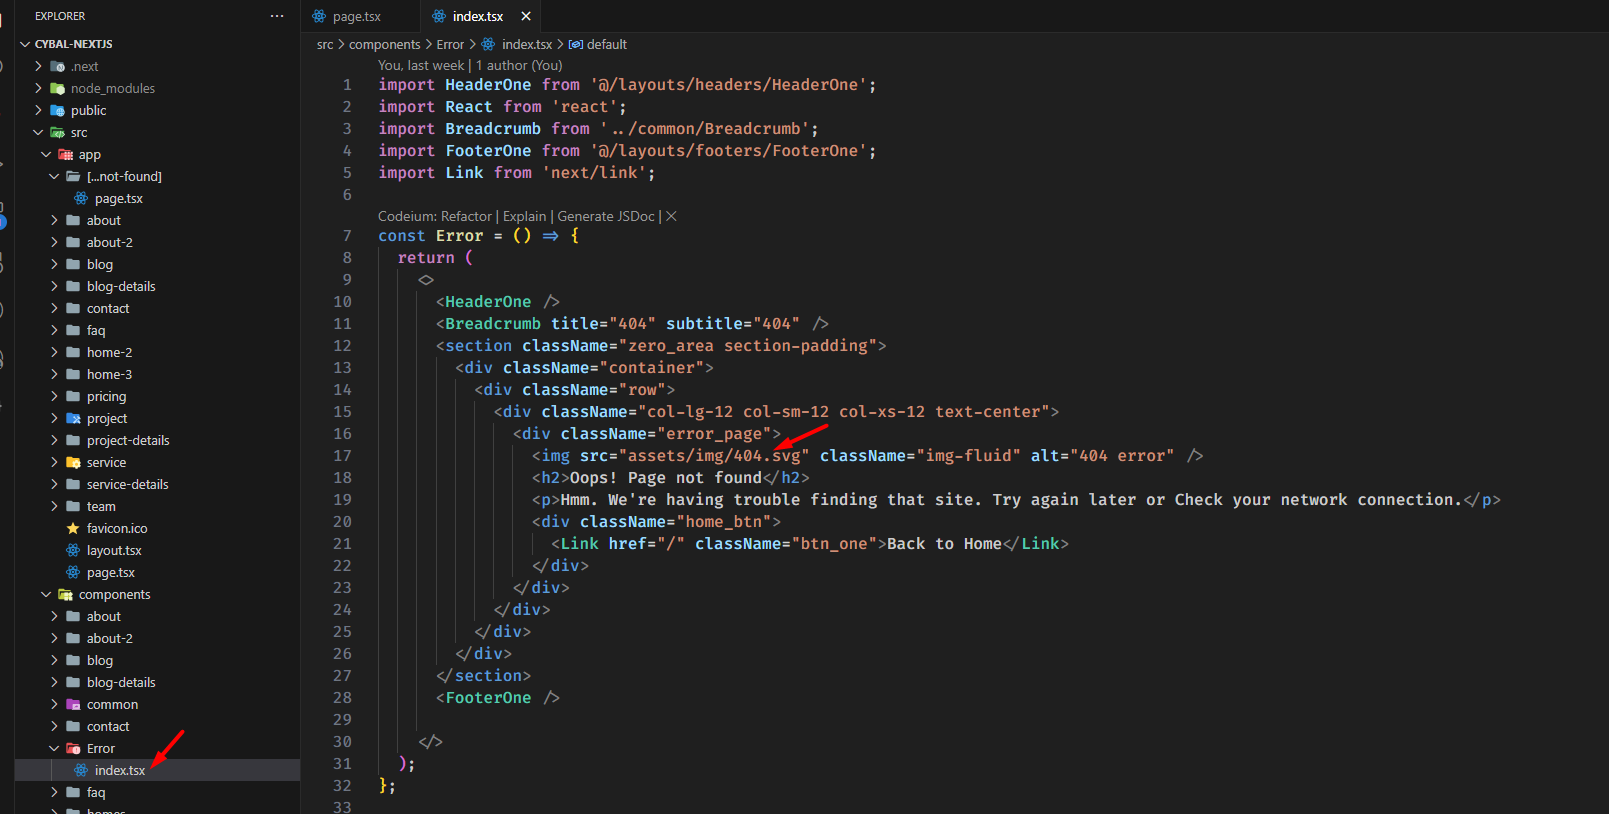 EXPLORER
CYBAL-NEXTJS
.next
node_modules
public
src
app
[...not-found]
page.tsx
about
about-2
blog
blog-details
contact
faq
home-2
home-3
pricing
project
project-details
service
service-details
team
favicon.ico
layout.tsx
page.tsx
components
about
about-2
blog
blog-details
common
contact
Error
index.tsx
faq
homes
page.tsx
index.tsx
src > components > Error > index.tsx > default
You, last week | 1 author (You)
1 import HeaderOne from '@/layouts/headers/HeaderOne';
2 import React from 'react';
3 import Breadcrumb from '../common/Breadcrumb';
4 import FooterOne from '@/layouts/footers/FooterOne';
5 import Link from 'next/link';
6
Codeium: Refactor | Explain | Generate JSDoc | X
7 const Error = () => {
8 return (
9 <>
10 <HeaderOne />
11 <Breadcrumb title="404" subtitle="404" />
12 <section className="zero_area section-padding">
13 <div className="container">
14 <div className="row">
15 <div className="col-lg-12 col-sm-12 col-xs-12 text-center">
16 <div className="error_page">
17 <img src="assets/img/404.svg" className="img-fluid" alt="404 error" />
18 <h2>Oops! Page not found</h2>
19 <p>Hmm. We're having trouble finding that site. Try again later or Check your network connection.</p>
20 <div className="home_btn">
21 <Link href="/" className="btn_one">Back to Home</Link>
22 </div>
23 </div>
24 </div>
25 </div>
26 </div>
27 </section>
28 <FooterOne />
29
30 </>
31 );
32 };
33